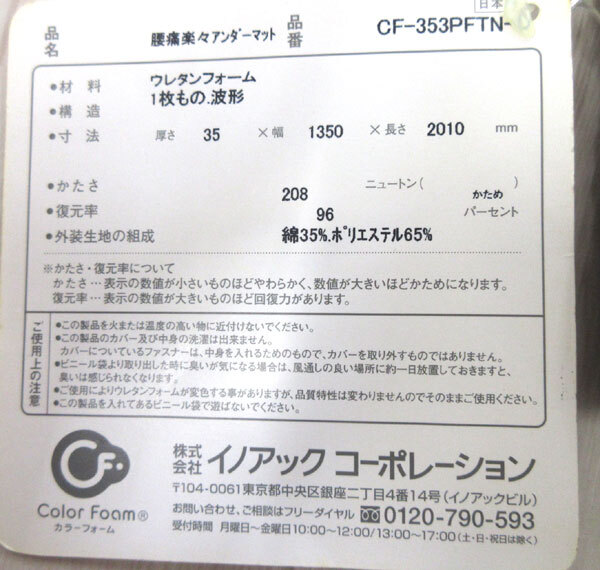 日本
品名 腰痛楽々アンダーマット 品番 CF-353PFTN-
●材料 ウレタンフォーム
●構造 1枚もの.波形
●寸法 厚さ 35 ×幅 1350 ×長さ 2010 mm
●かたさ 208 ニュートン( かため )
●復元率 96 パーセント
●外装生地の組成 綿35%.ポリエステル65%
※かたさ・復元率について
かたさ…表示の数値が小さいものほどやわらかく、数値が大きいほどかためになります。
復元率…表示の数値が大きいものほど回復力があります。
ご使用上の注意
●この製品を火または温度の高い物に近付けないでください。
●この製品のカバー及び中身の洗濯は出来ません。
カバーについているファスナーは、中身を入れるためのもので、カバーを取り外すものではありません。
●ビニール袋より取り出した時に臭いが気になる場合は、風通しの良い場所に約一日放置しておきますと、
臭いは感じられなくなります。
●ご使用によりウレタンフォームが変色する事がありますが、品質特性は変わりませんのでそのままご使用ください。
●この製品を入れてあるビニール袋で遊ばないでください。
CF
Color Foam®
カラーフォーム
株式会社 イノアック コーポレーション
〒104-0061東京都中央区銀座二丁目4番14号(イノアックビル)
お問い合わせ、ご相談はフリーダイヤル 0120-790-593
受付時間 月曜日～金曜日10:00～12:00/13:00～17:00(土・日・祝日は除く)